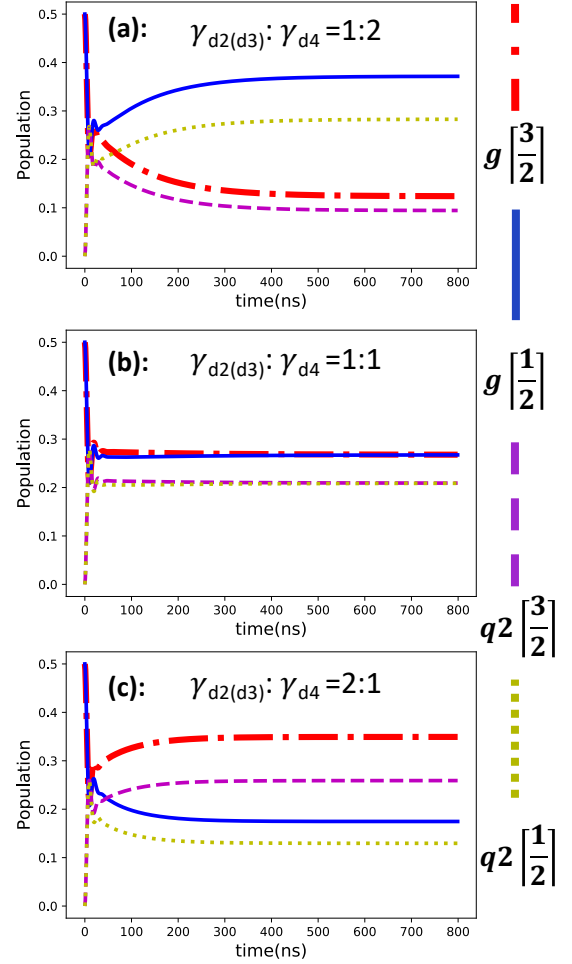 (a): γd2(d3): γd4 =1:2
0.5
0.4
0.3
0.2
0.1
0.0
Population
0 100 200 300 400 500 600 700 800
time(ns)
g [3/2]
(b): γd2(d3): γd4 =1:1
0.5
0.4
0.3
0.2
0.1
0.0
Population
0 100 200 300 400 500 600 700 800
time(ns)
g [1/2]
q2 [3/2]
(c): γd2(d3): γd4 =2:1
0.5
0.4
0.3
0.2
0.1
0.0
Population
0 100 200 300 400 500 600 700 800
time(ns)
q2 [1/2]